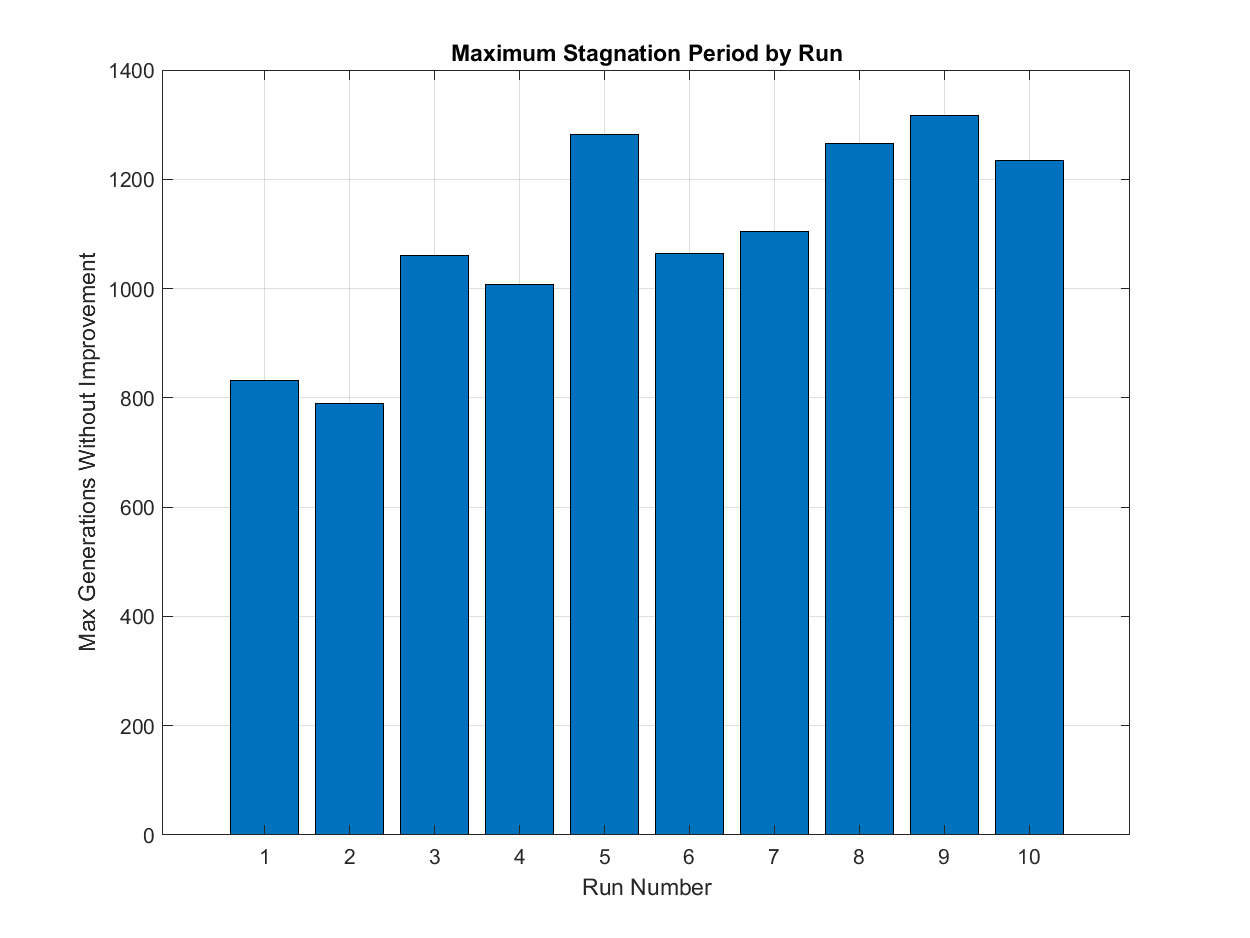 Maximum Stagnation Period by Run
Max Generations Without Improvement
1400
1200
1000
800
600
400
200
0
1 2 3 4 5 6 7 8 9 10
Run Number